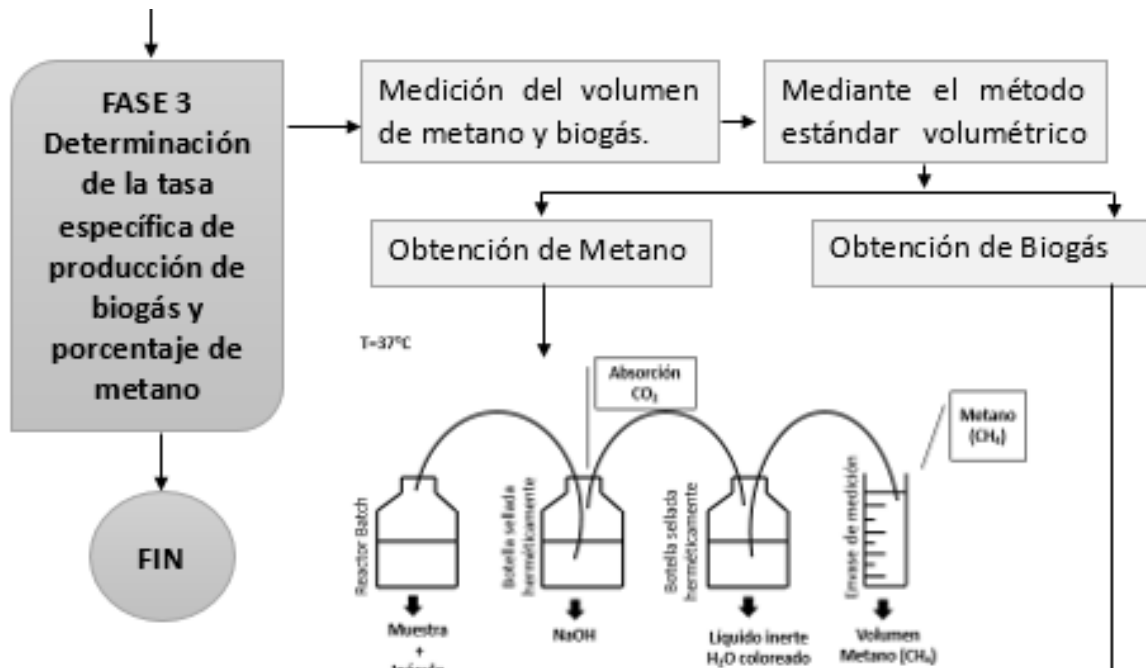 FASE 3
Determinación
de la tasa
específica de
producción de
biogás y
porcentaje de
metano
FIN
Medición del volumen
de metano y biogás.
Mediante el método
estándar volumétrico
Obtención de Metano
Obtención de Biogás
T=37°C
Absorción
CO₂
Metano
(CH₄)
Reactor Batch
Botella sellada
herméticamente
Botella sellada
herméticamente
Envase de medición
Muestra
+
NaOH
Líquido inerte
H₂O coloreado
Volumen
Metano (CH₄)